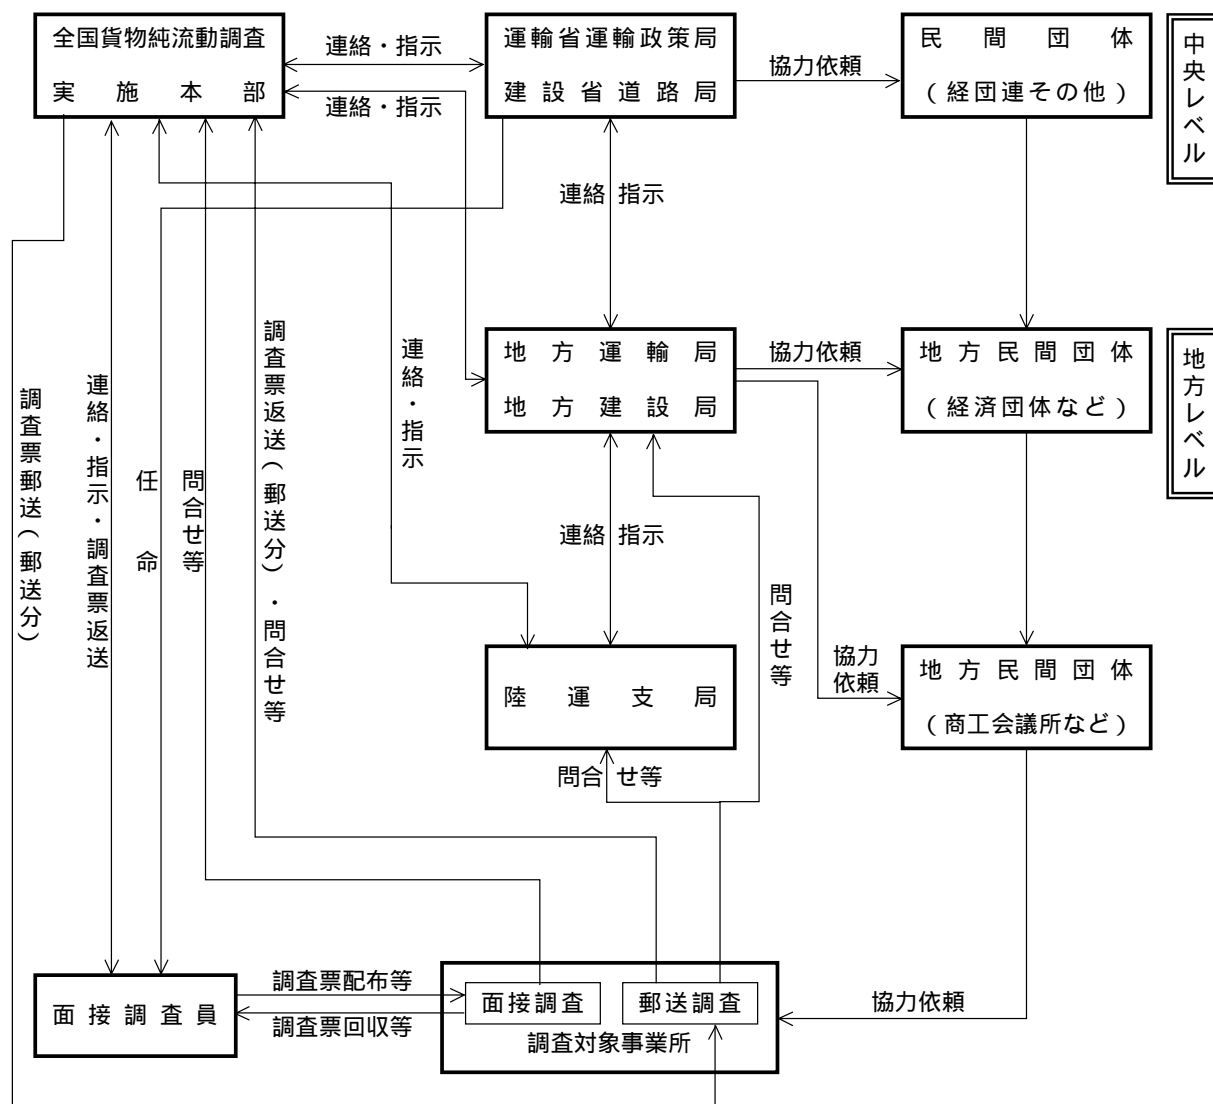 全国貨物純流動調査
実施本部
連絡・指示
連絡・指示
運輸省運輸政策局
建設省道路局
協力依頼
民間団体
(経団連その他)
中央レベル
連絡 指示
地方運輸局
地方建設局
協力依頼
地方民間団体
(経済団体など)
地方レベル
調査票郵送(郵送分)
連絡・指示・調査票返送
任命
問合せ等
調査票返送(郵送分)・問合せ等
連絡・指示
連絡 指示
問合せ等
協力
依頼
陸運支局
地方民間団体
(商工会議所など)
問合 せ等
面接調査員
調査票配布等
調査票回収等
面接調査
郵送調査
調査対象事業所
協力依頼